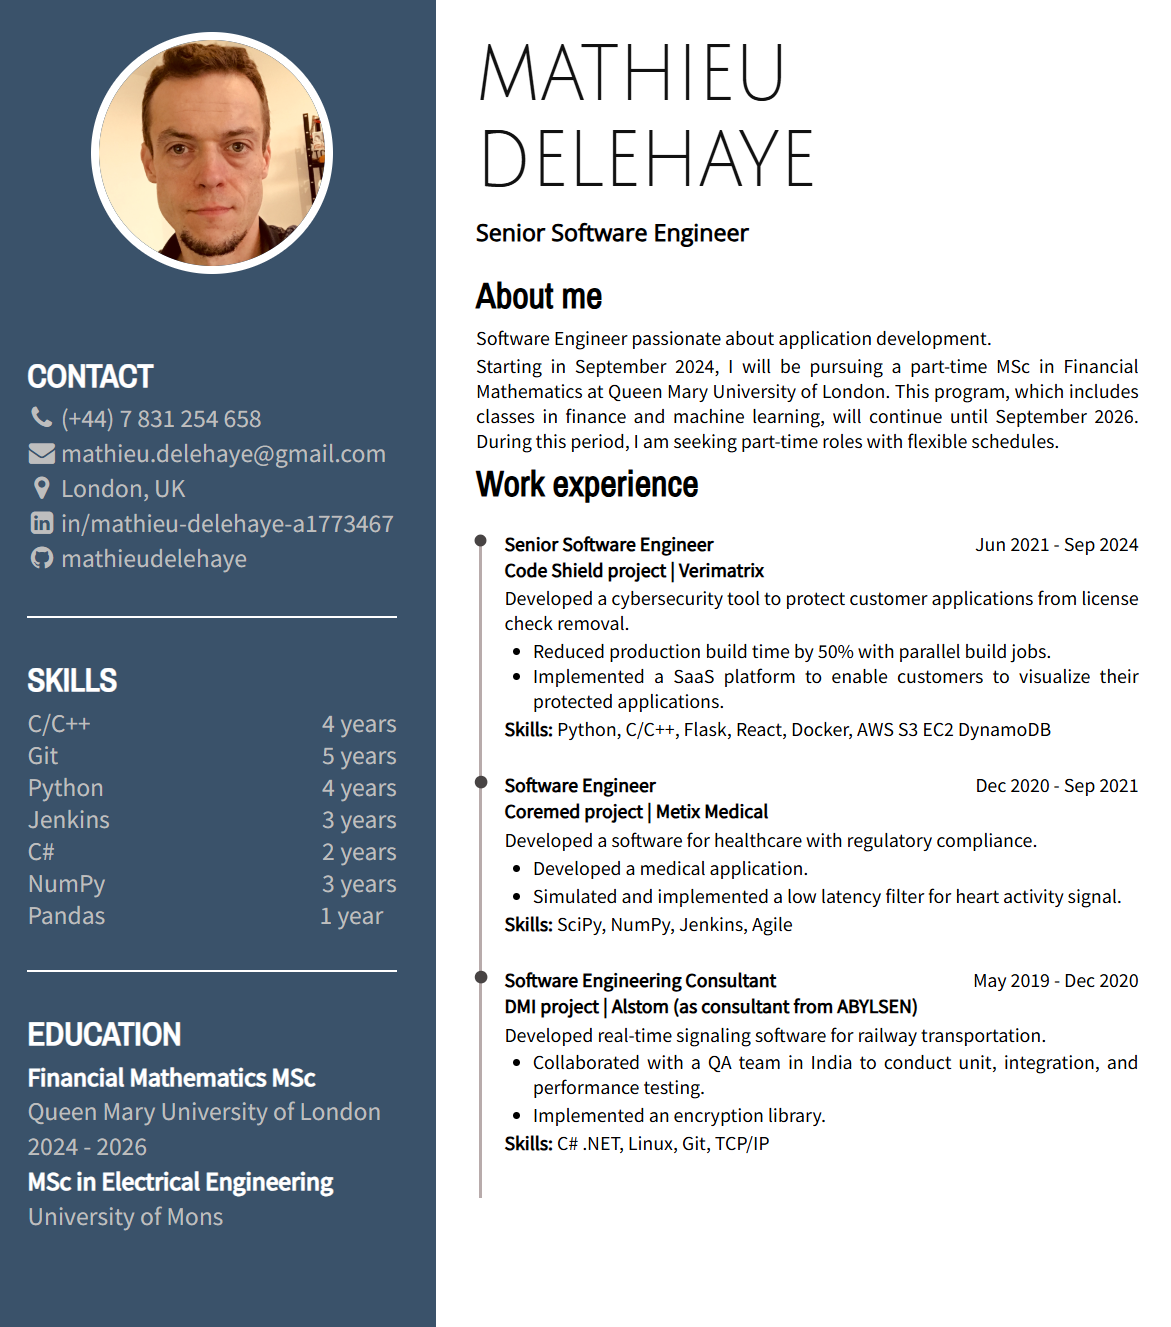 MATHIEU
DELEHAYE
Senior Software Engineer
About me
Software Engineer passionate about application development.
Starting in September 2024, I will be pursuing a part-time MSc in Financial
Mathematics at Queen Mary University of London. This program, which includes
classes in finance and machine learning, will continue until September 2026.
During this period, I am seeking part-time roles with flexible schedules.
Work experience
Senior Software Engineer Jun 2021 - Sep 2024
Code Shield project | Verimatrix
Developed a cybersecurity tool to protect customer applications from license
check removal.
• Reduced production build time by 50% with parallel build jobs.
• Implemented a SaaS platform to enable customers to visualize their
protected applications.
Skills: Python, C/C++, Flask, React, Docker, AWS S3 EC2 DynamoDB
Software Engineer Dec 2020 - Sep 2021
Coremed project | Metix Medical
Developed a software for healthcare with regulatory compliance.
• Developed a medical application.
• Simulated and implemented a low latency filter for heart activity signal.
Skills: SciPy, NumPy, Jenkins, Agile
Software Engineering Consultant May 2019 - Dec 2020
DMI project | Alstom (as consultant from ABYLSEN)
Developed real-time signaling software for railway transportation.
• Collaborated with a QA team in India to conduct unit, integration, and
performance testing.
• Implemented an encryption library.
Skills: C# .NET, Linux, Git, TCP/IP
CONTACT
(+44) 7 831 254 658
mathieu.delehaye@gmail.com
London, UK
in/mathieu-delehaye-a1773467
mathieudelehaye
SKILLS
C/C++ 4 years
Git 5 years
Python 4 years
Jenkins 3 years
C# 2 years
NumPy 3 years
Pandas 1 year
EDUCATION
Financial Mathematics MSc
Queen Mary University of London
2024 - 2026
MSc in Electrical Engineering
University of Mons